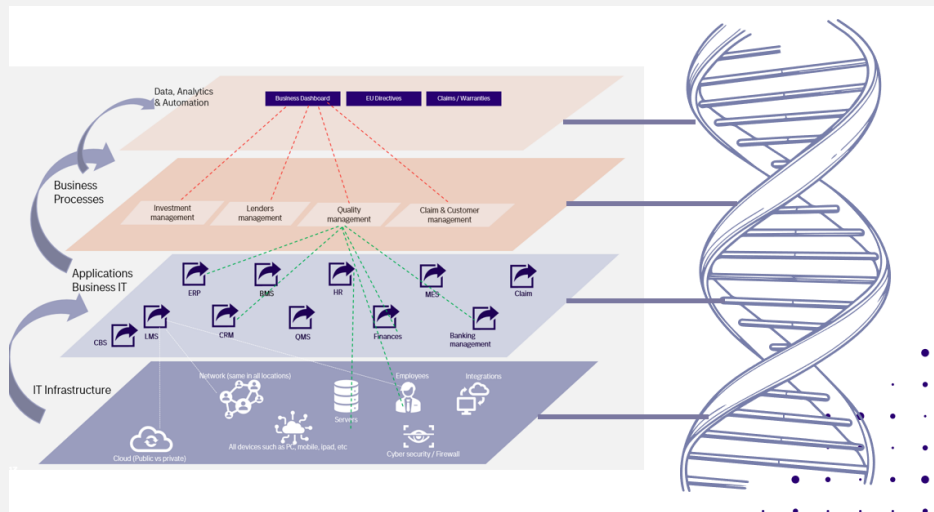 Data, Analytics
& Automation
Business Dashboard
EU Directives
Claims / Warranties
Business
Processes
Investment
management
Lenders
management
Quality
management
Claim & Customer
management
Applications
Business IT
ERP
BMS
HR
MES
Claim
CBS
LMS
CRM
QMS
Finances
Banking
management
IT Infrastructure
Network (same in all locations)
Employees
Integrations
Servers
All devices such as PC, mobile, Ipad, etc
Cloud (Public vs private)
Cyber security / Firewall